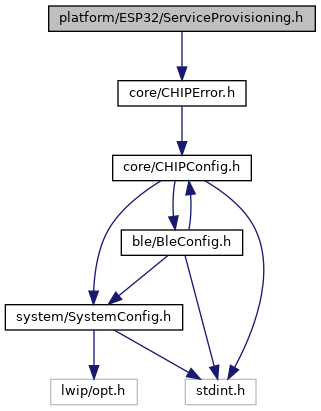 platform/ESP32/ServiceProvisioning.h
core/CHIPError.h
core/CHIPConfig.h
ble/BleConfig.h
system/SystemConfig.h
lwip/opt.h
stdint.h